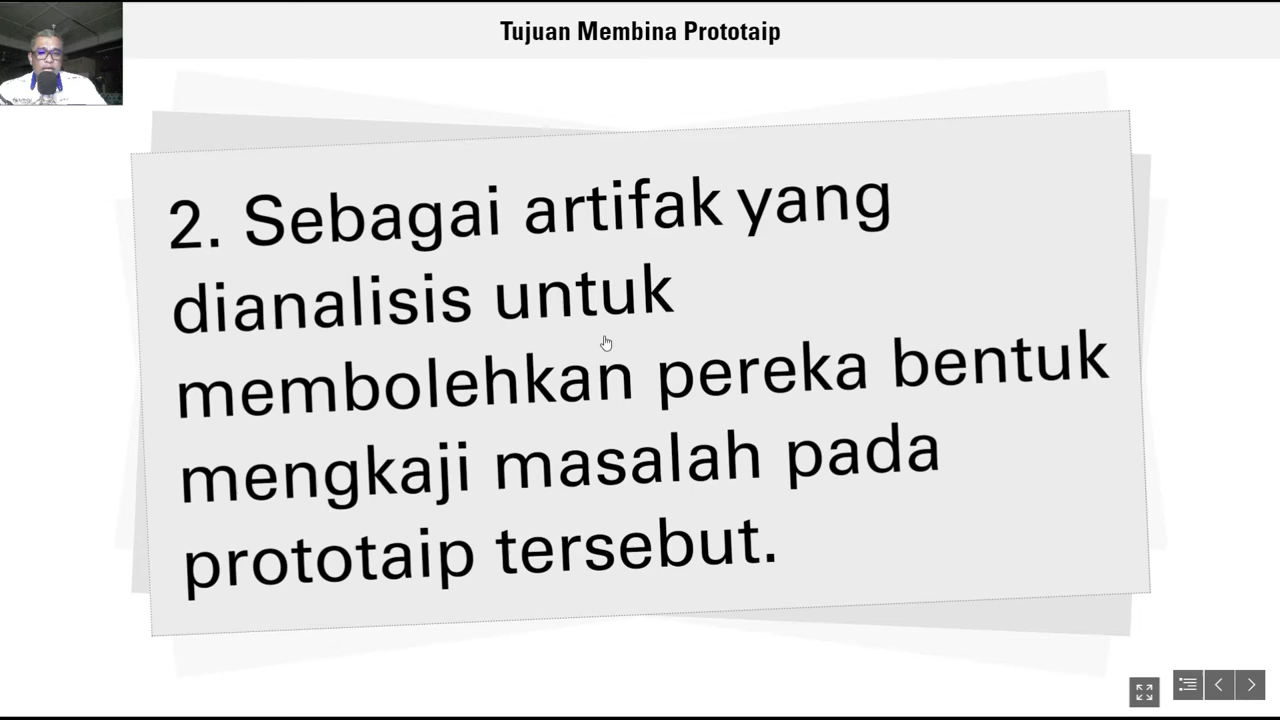 Tujuan Membina Prototaip
2. Sebagai artifak yang
dianalisis untuk
membolehkan pereka bentuk
mengkaji masalah pada
prototaip tersebut.